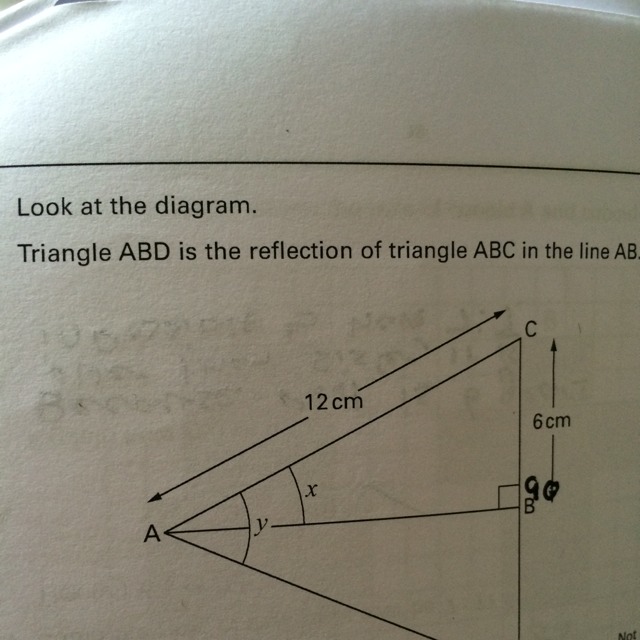 Look at the diagram.
Triangle ABD is the reflection of triangle ABC in the line AB.
C
12 cm
6 cm
x
90
B
A
y
Not